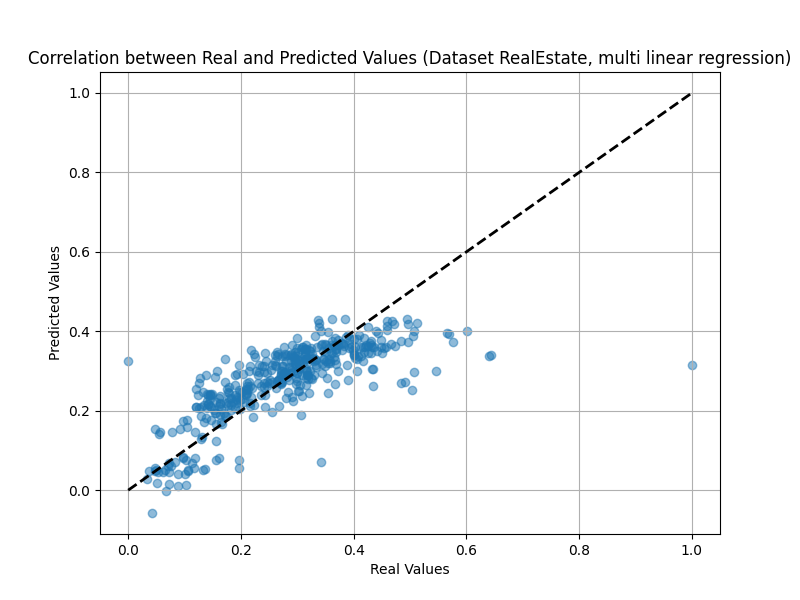 Correlation between Real and Predicted Values (Dataset RealEstate, multi linear regression)
1.0
0.8
0.6
0.4
0.2
0.0
Predicted Values
0.0 0.2 0.4 0.6 0.8 1.0
Real Values